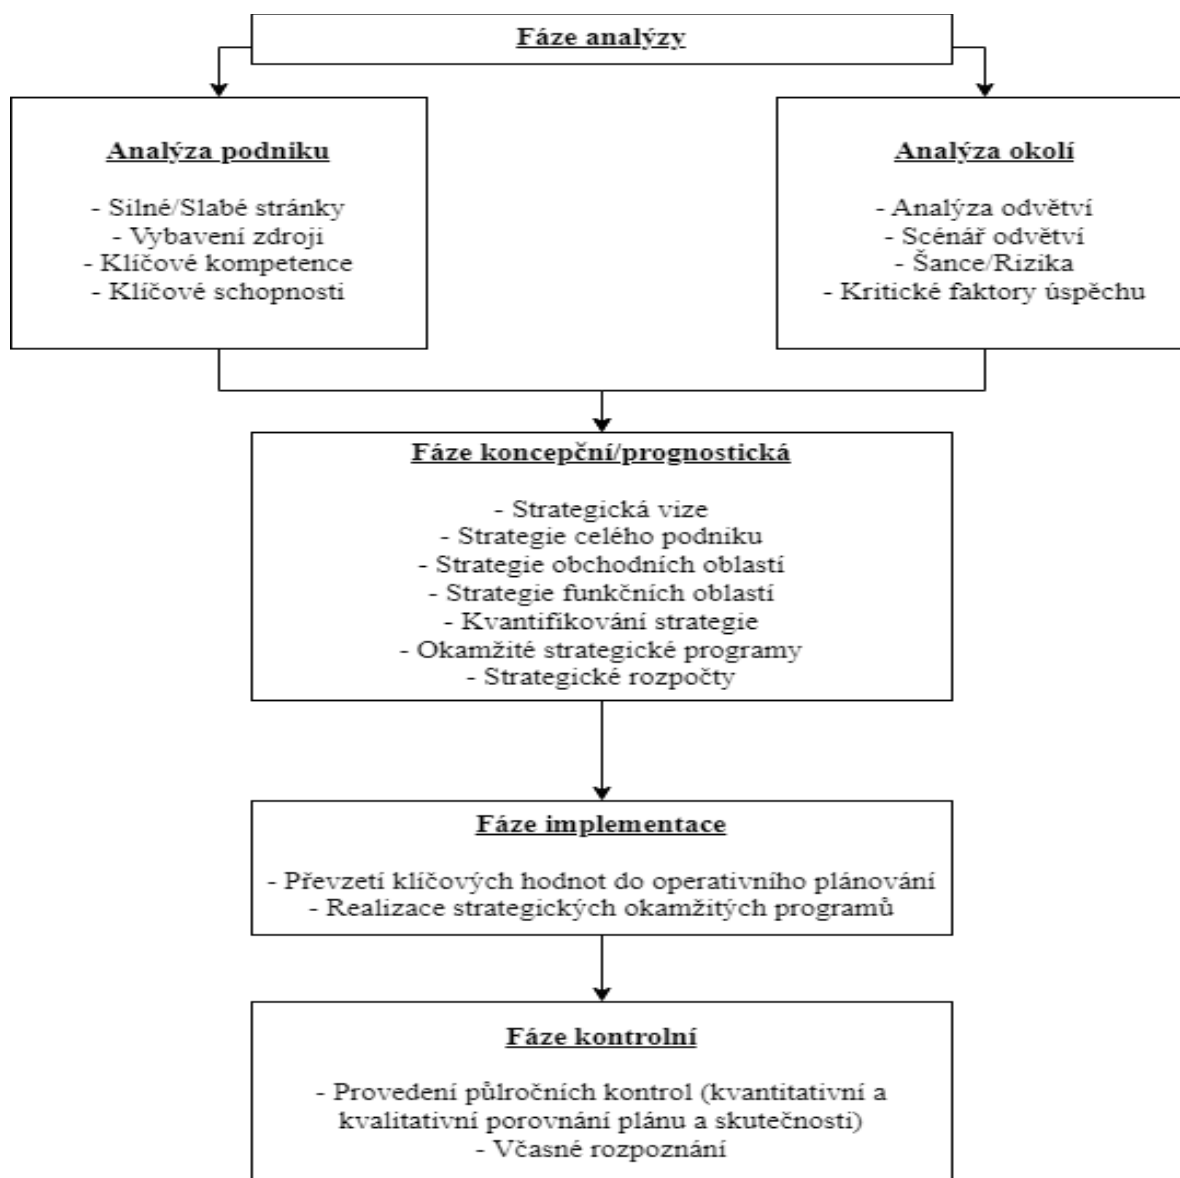 Fáze analýzy
Analýza podniku
- Silné/Slabé stránky
- Vybavení zdroji
- Klíčové kompetence
- Klíčové schopnosti
Analýza okolí
- Analýza odvětví
- Scénář odvětví
- Šance/Rizika
- Kritické faktory úspěchu
Fáze koncepční/prognostická
- Strategická vize
- Strategie celého podniku
- Strategie obchodních oblastí
- Strategie funkčních oblastí
- Kvantifikování strategie
- Okamžité strategické programy
- Strategické rozpočty
Fáze implementace
- Převzetí klíčových hodnot do operativního plánování
- Realizace strategických okamžitých programů
Fáze kontrolní
- Provedení půlročních kontrol (kvantitativní a
kvalitativní porovnání plánu a skutečnosti)
- Včasné rozpoznání